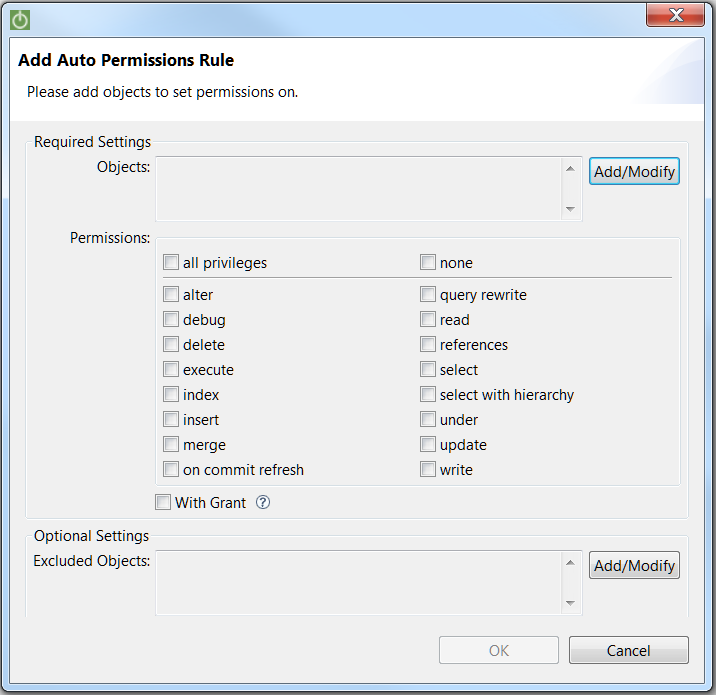 Add Auto Permissions Rule
Please add objects to set permissions on.
Required Settings
Objects:
Add/Modify
Permissions:
all privileges
none
alter
query rewrite
debug
read
delete
references
execute
select
index
select with hierarchy
insert
under
merge
update
on commit refresh
write
With Grant ?
Optional Settings
Excluded Objects:
Add/Modify
OK
Cancel